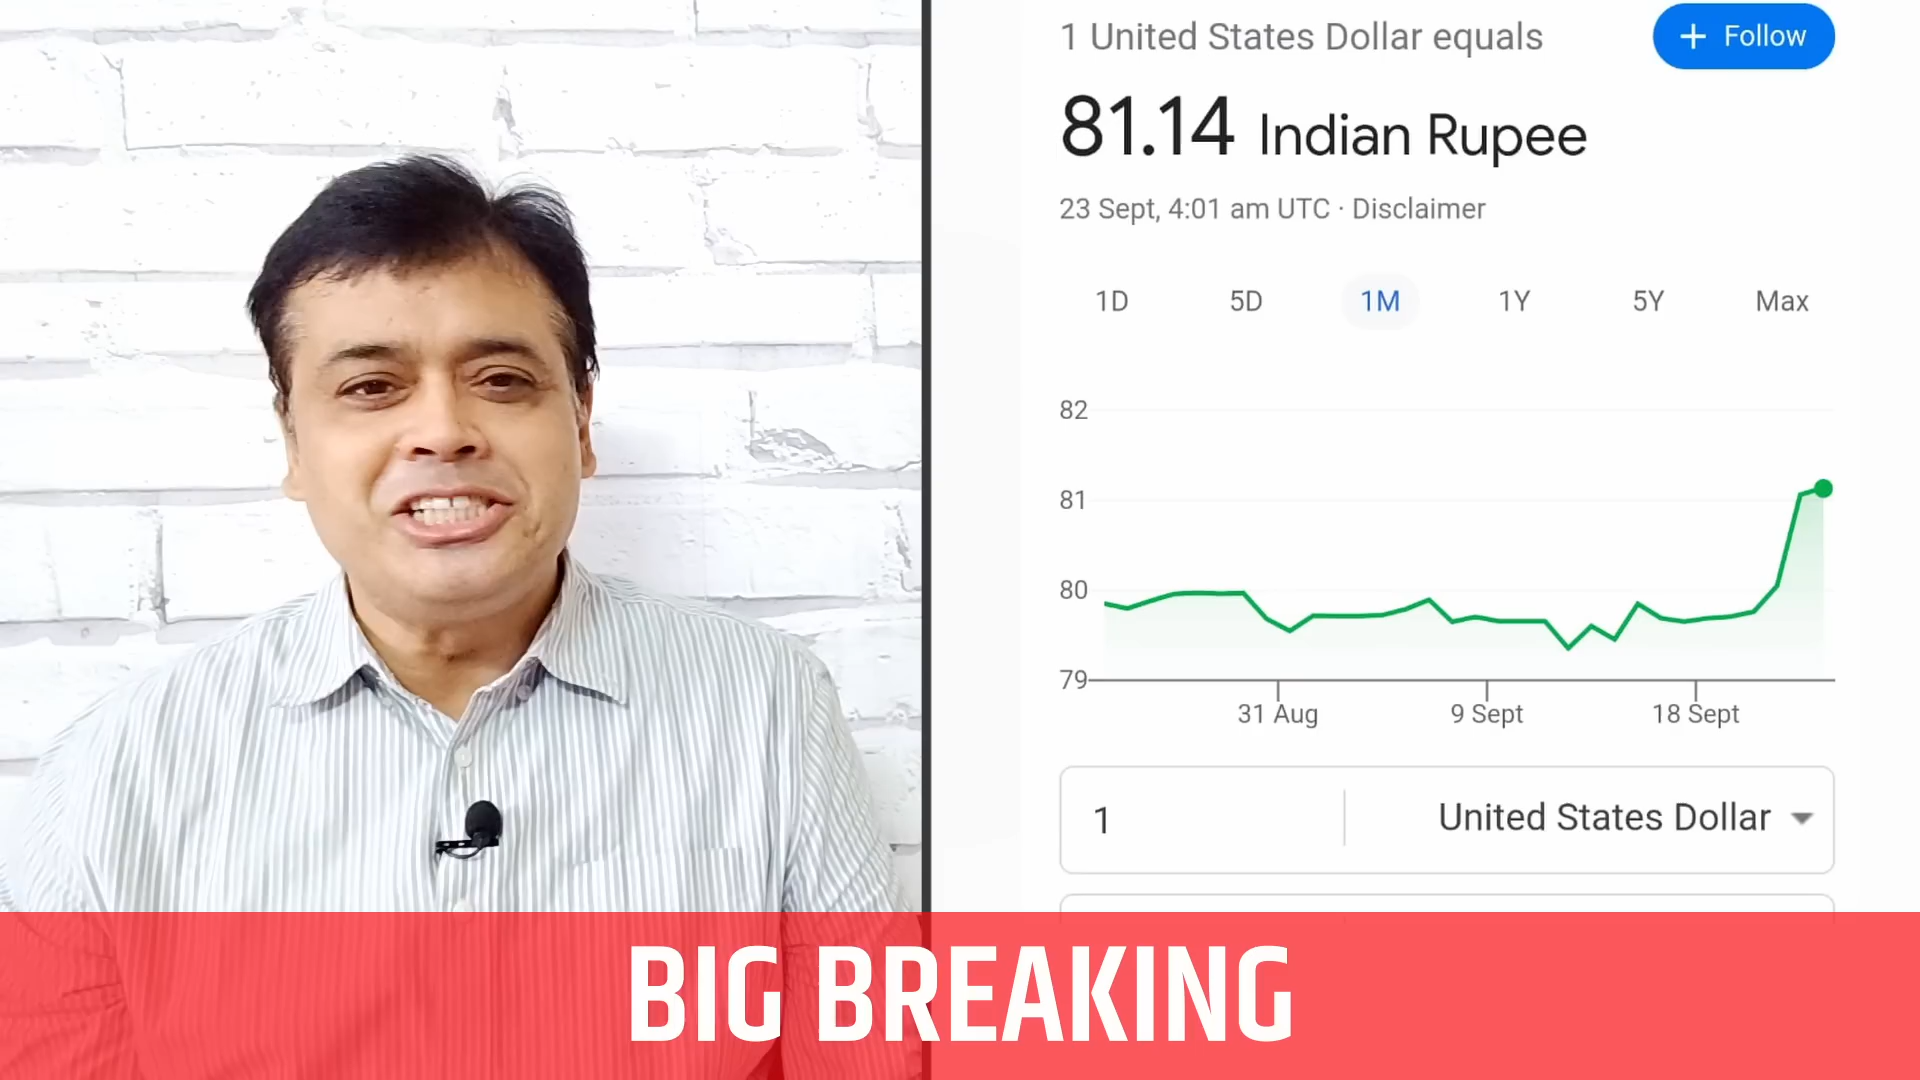 1 United States Dollar equals
+ Follow
81.14 Indian Rupee
23 Sept, 4:01 am UTC · Disclaimer
1D 5D 1M 1Y 5Y Max
82
81
80
79
31 Aug 9 Sept 18 Sept
1 United States Dollar
BIG BREAKING